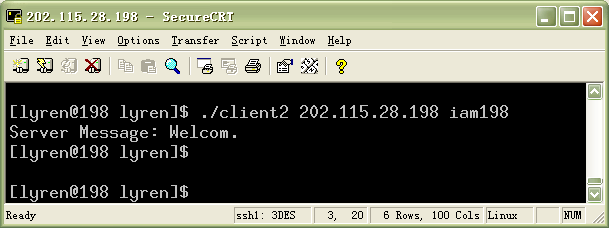 202.115.28.198 - SecureCRT
File Edit View Options Transfer Script Window Help
[lyren@198 lyren]$ ./client2 202.115.28.198 iam198
Server Message: Welcom.
[lyren@198 lyren]$
[lyren@198 lyren]$
Ready ssh1: 3DES 3, 20 6 Rows, 100 Cols Linux NUM